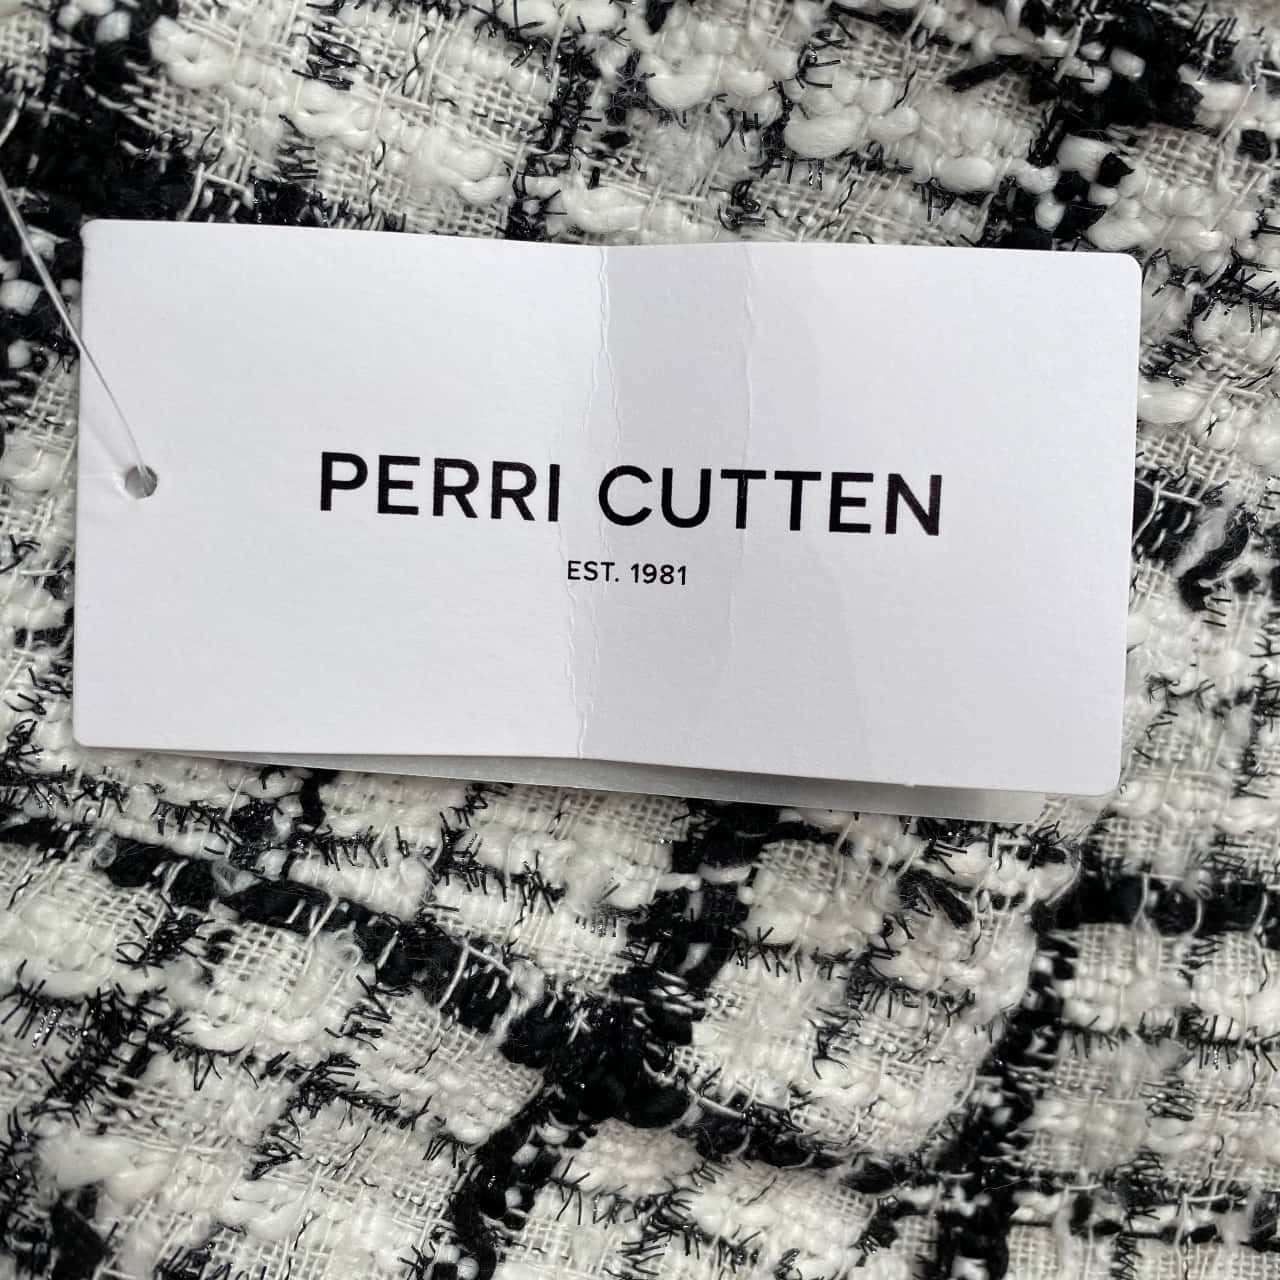 PERRI CUTTEN
EST. 1981